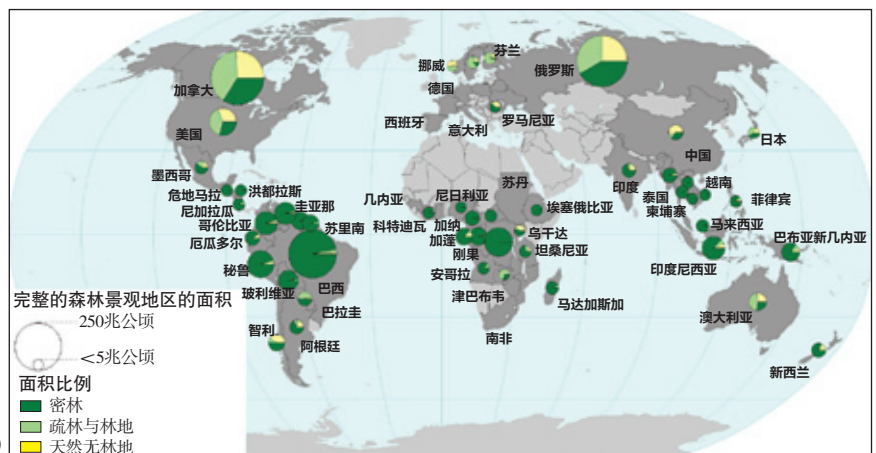 加拿大
美国
墨西哥
危地马拉
洪都拉斯
尼加拉瓜
圭亚那
哥伦比亚
苏里南
厄瓜多尔
秘鲁
玻利维亚
巴西
巴拉圭
智利
阿根廷
挪威
芬兰
德国
俄罗斯
西班牙
意大利
罗马尼亚
几内亚
尼日利亚
苏丹
埃塞俄比亚
科特迪瓦
加纳
加蓬
乌干达
刚果
坦桑尼亚
安哥拉
津巴布韦
马达加斯加
南非
日本
中国
印度
越南
泰国
柬埔寨
菲律宾
马来西亚
印度尼西亚
巴布亚新几内亚
澳大利亚
新西兰
完整的森林景观地区的面积
250兆公顷
<5兆公顷
面积比例
密林
疏林与林地
天然无林地